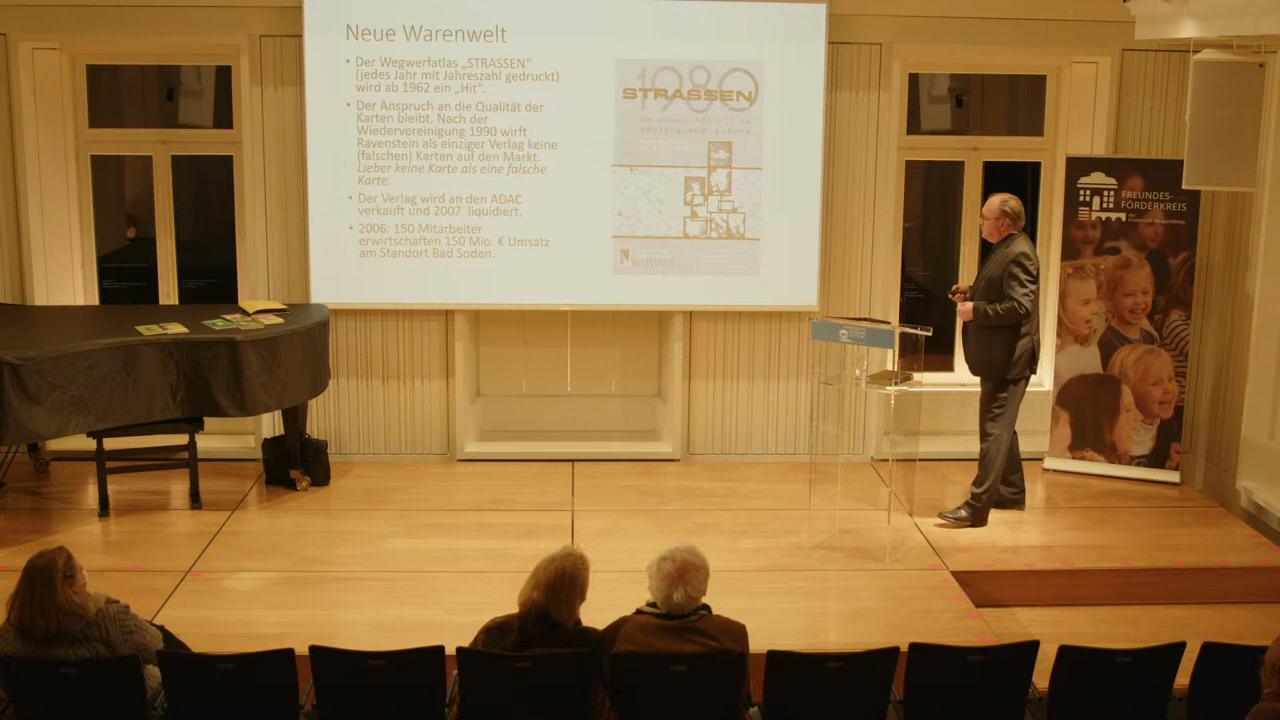 Neue Warenwelt
• Der Wegwerfatlas „STRASSEN"
(jedes Jahr mit Jahreszahl gedruckt)
wird ab 1962 ein „Hit".
• Der Anspruch an die Qualität der
Karten bleibt. Nach der
Wiedervereinigung 1990 wirft
Ravenstein als einziger Verlag keine
(falschen) Karten auf den Markt.
Lieber keine Karte als eine falsche
Karte.
• Der Verlag wird an den ADAC
verkauft und 2007 liquidiert.
• 2006: 150 Mitarbeiter
erwirtschaften 150 Mio. € Umsatz
am Standort Bad Soden.
1980
STRASSEN
FREUNDES-
FÖRDERKREIS